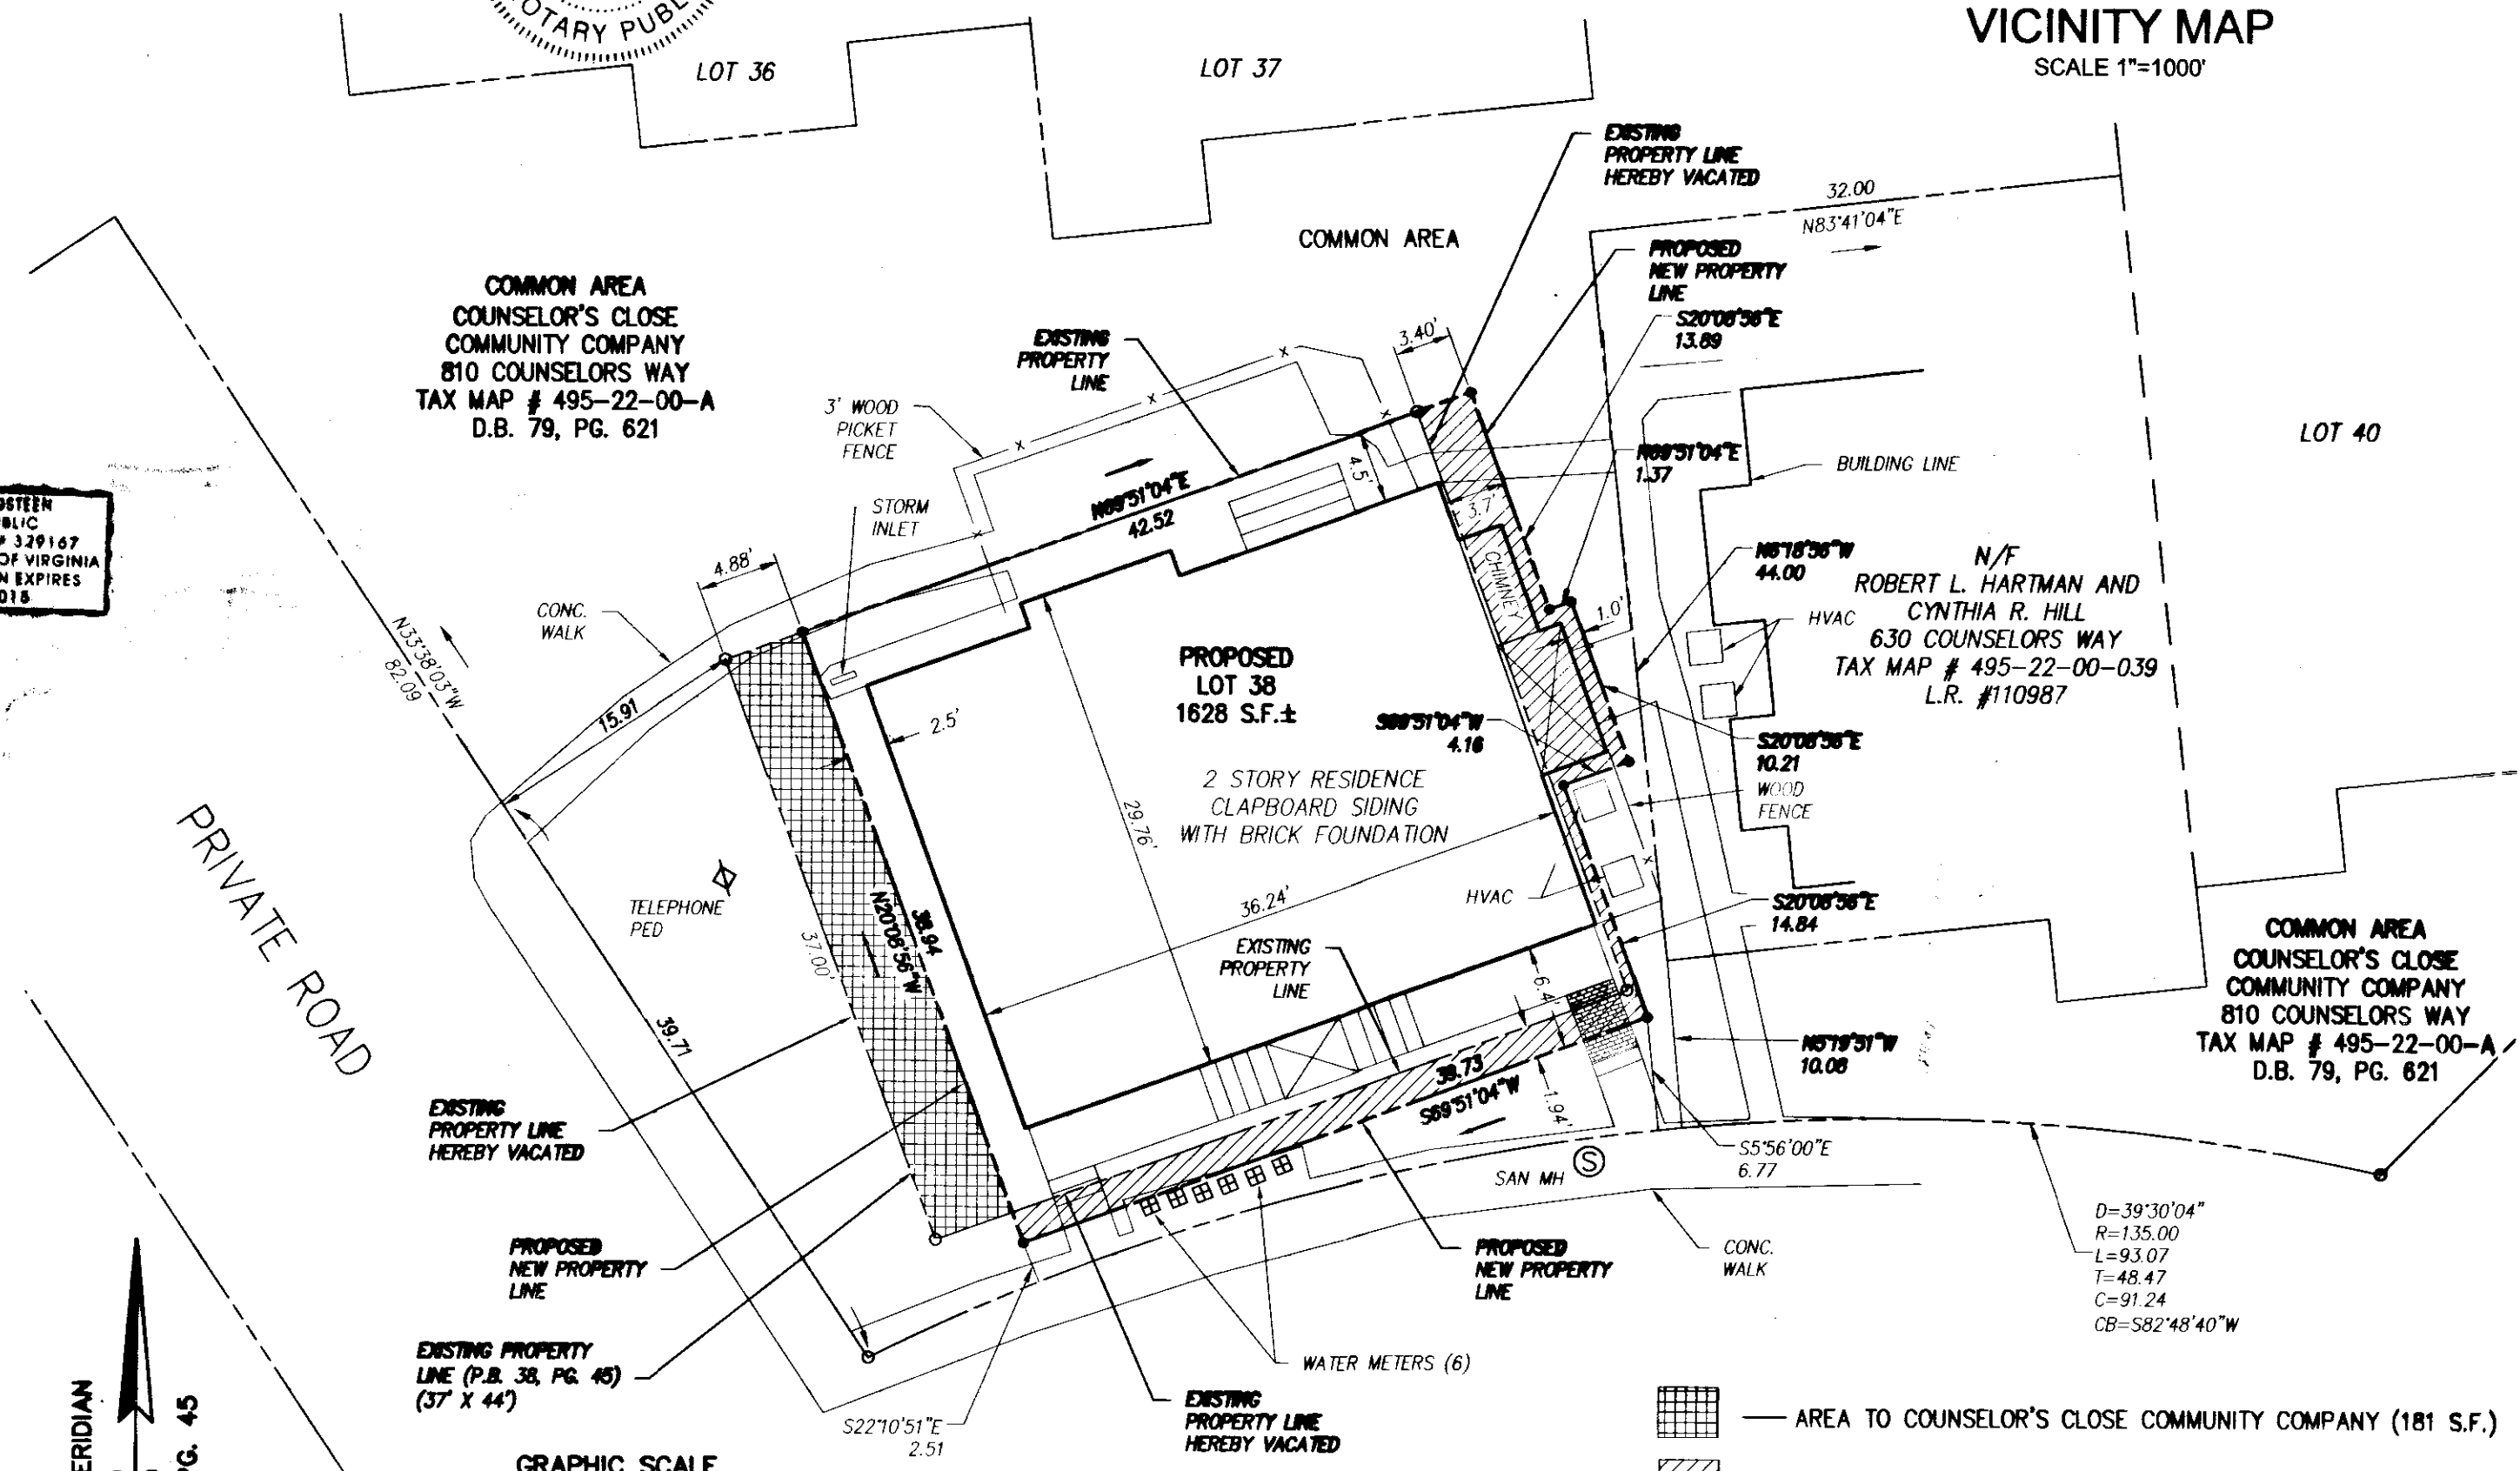 NOTARY PUBL
VICINITY MAP
SCALE 1"=1000'
LOT 36
LOT 37
EXISTING
PROPERTY LINE
HEREBY VACATED
32.00
N83°41'04"E
COMMON AREA
PROPOSED
NEW PROPERTY
LINE
COMMON AREA
COUNSELOR'S CLOSE
COMMUNITY COMPANY
810 COUNSELORS WAY
TAX MAP # 495-22-00-A
D.B. 79, PG. 621
EXISTING
PROPERTY
LINE
3.40'
S20°08'56"E
13.89
3' WOOD
PICKET
FENCE
LOT 40
N69°51'04"E
1.37
BUILDING LINE
4.5'
3.7'
STORM
INLET
N69°51'04"E
42.52
# 329167
OF VIRGINIA
N EXPIRES
4.88'
CHIMNEY
N6°18'56"W
44.00
N/F
ROBERT L. HARTMAN AND
CYNTHIA R. HILL
630 COUNSELORS WAY
TAX MAP # 495-22-00-039
L.R. #110987
HVAC
CONC.
WALK
1.0'
N33°38'03"W
82.09
PROPOSED
LOT 38
1628 S.F.±
15.91
2.5'
S69°51'04"W
4.16
S20°08'56"E
10.21
WOOD
FENCE
2 STORY RESIDENCE
CLAPBOARD SIDING
WITH BRICK FOUNDATION
29.76'
PRIVATE ROAD
TELEPHONE
PED
36.24'
HVAC
S20°08'56"E
14.84
37.00'
N20°08'56"W
38.94
EXISTING
PROPERTY
LINE
6.4'
COMMON AREA
COUNSELOR'S CLOSE
COMMUNITY COMPANY
810 COUNSELORS WAY
TAX MAP # 495-22-00-A
D.B. 79, PG. 621
39.71
N5°19'51"W
10.08
39.73
S69°51'04"W
1.94'
EXISTING
PROPERTY LINE
HEREBY VACATED
S5°56'00"E
6.77
SAN MH
S
D=39°30'04"
R=135.00
L=93.07
T=48.47
C=91.24
CB=S82°48'40"W
PROPOSED
NEW PROPERTY
LINE
PROPOSED
NEW PROPERTY
LINE
CONC.
WALK
EXISTING PROPERTY
LINE (P.B. 38, PG. 45)
(37' X 44')
WATER METERS (6)
EXISTING
PROPERTY LINE
HEREBY VACATED
S22°10'51"E
2.51
AREA TO COUNSELOR'S CLOSE COMMUNITY COMPANY (181 S.F.)
ERIDIAN
PG. 45
GRAPHIC SCALE